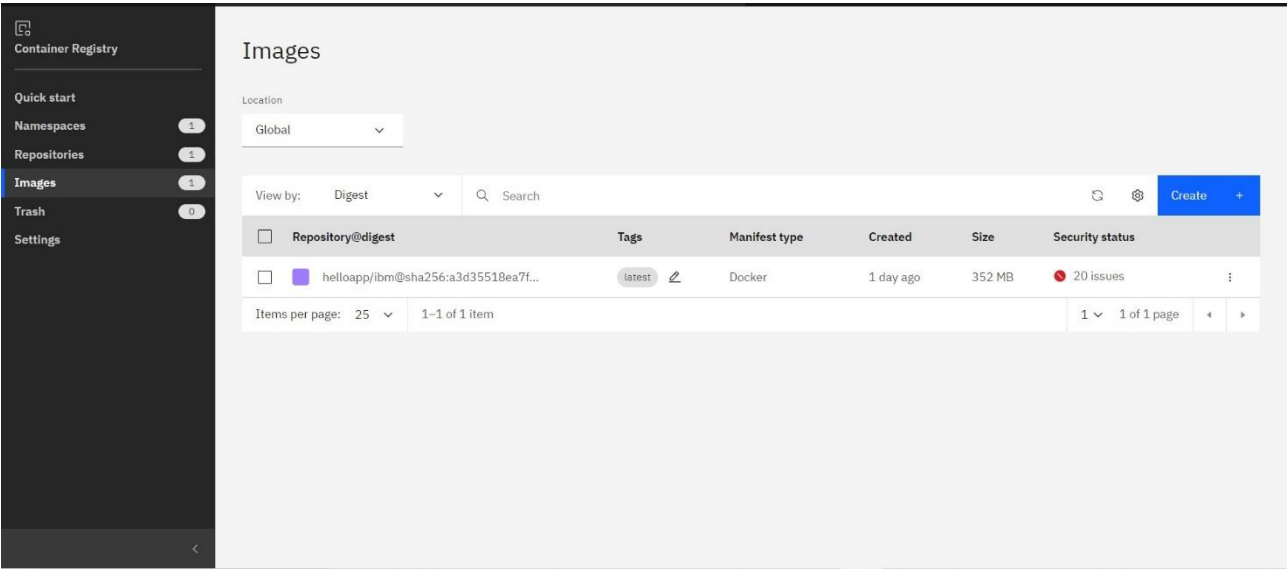 Container Registry
Quick start
Namespaces 1
Repositories 1
Images 1
Trash 0
Settings
Images
Location
Global
View by: Digest Search Create +
Repository@digest Tags Manifest type Created Size Security status
helloapp/ibm@sha256:a3d35518ea7f... latest Docker 1 day ago 352 MB 20 issues
Items per page: 25 1–1 of 1 item 1 1 of 1 page